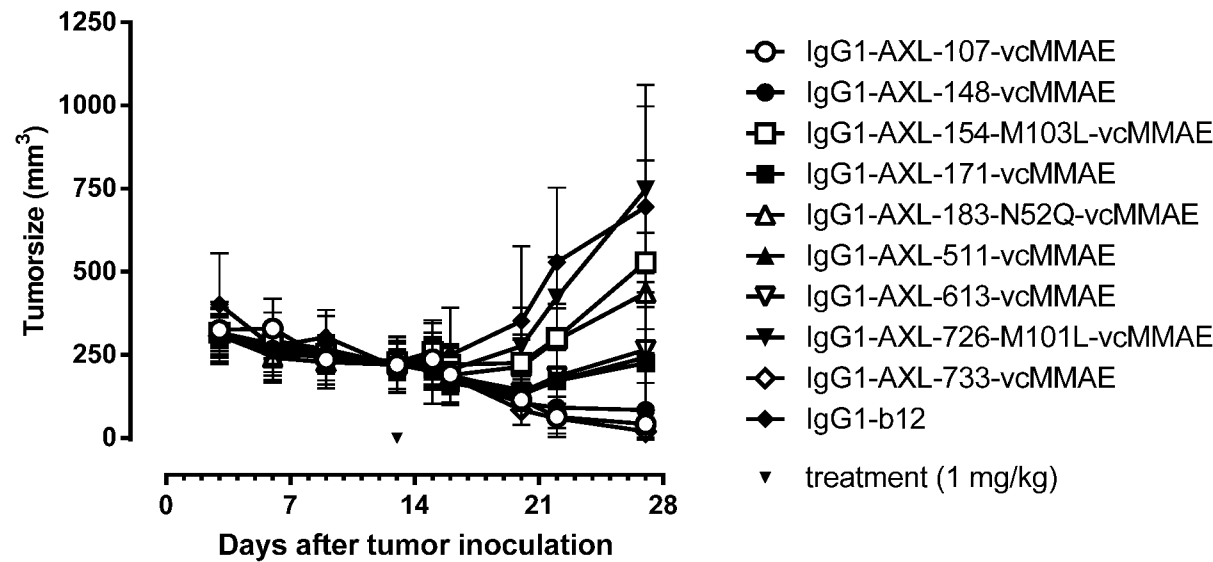 1250
1000
750
500
250
0
Tumorsize (mm³)
0 7 14 21 28
Days after tumor inoculation
IgG1-AXL-107-vcMMAE
IgG1-AXL-148-vcMMAE
IgG1-AXL-154-M103L-vcMMAE
IgG1-AXL-171-vcMMAE
IgG1-AXL-183-N52Q-vcMMAE
IgG1-AXL-511-vcMMAE
IgG1-AXL-613-vcMMAE
IgG1-AXL-726-M101L-vcMMAE
IgG1-AXL-733-vcMMAE
IgG1-b12
treatment (1 mg/kg)